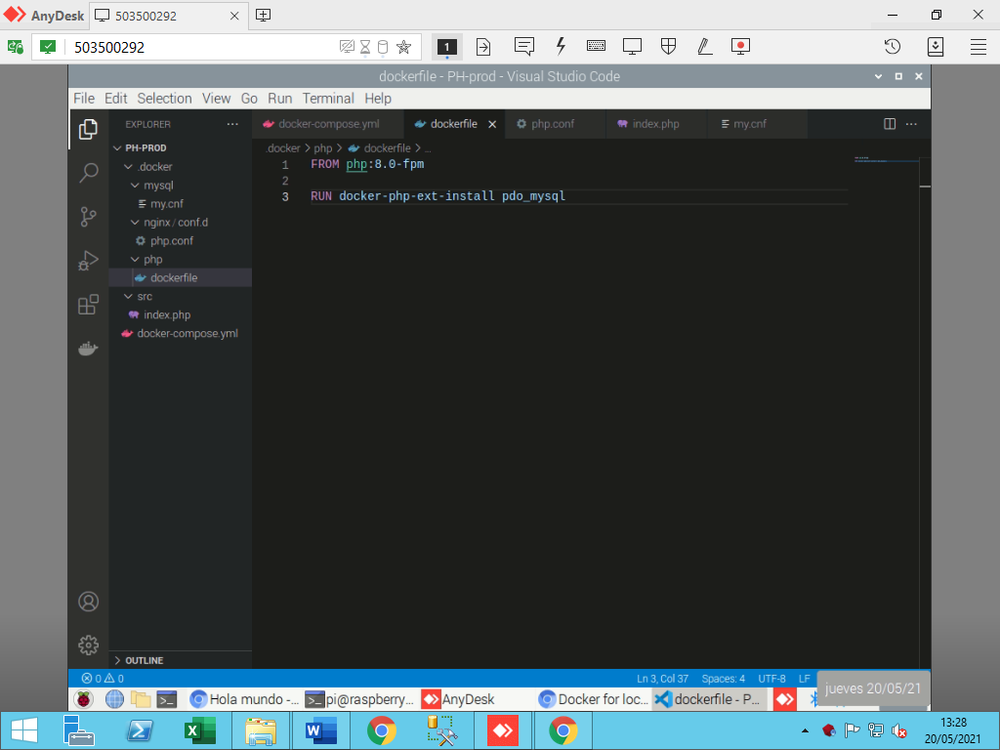 AnyDesk
503500292
503500292
1
dockerfile - PH-prod - Visual Studio Code
File Edit Selection View Go Run Terminal Help
EXPLORER
docker-compose.yml
dockerfile
php.conf
index.php
my.cnf
PH-PROD
.docker
mysql
my.cnf
nginx / conf.d
php.conf
php
dockerfile
src
index.php
docker-compose.yml
OUTLINE
.docker > php > dockerfile > ...
1 FROM php:8.0-fpm
2
3 RUN docker-php-ext-install pdo_mysql
0 0 Ln 3, Col 37 Spaces: 4 UTF-8 LF
jueves 20/05/21
Hola mundo -... pi@raspberry... AnyDesk Docker for loc... dockerfile - P...
13:28
20/05/2021